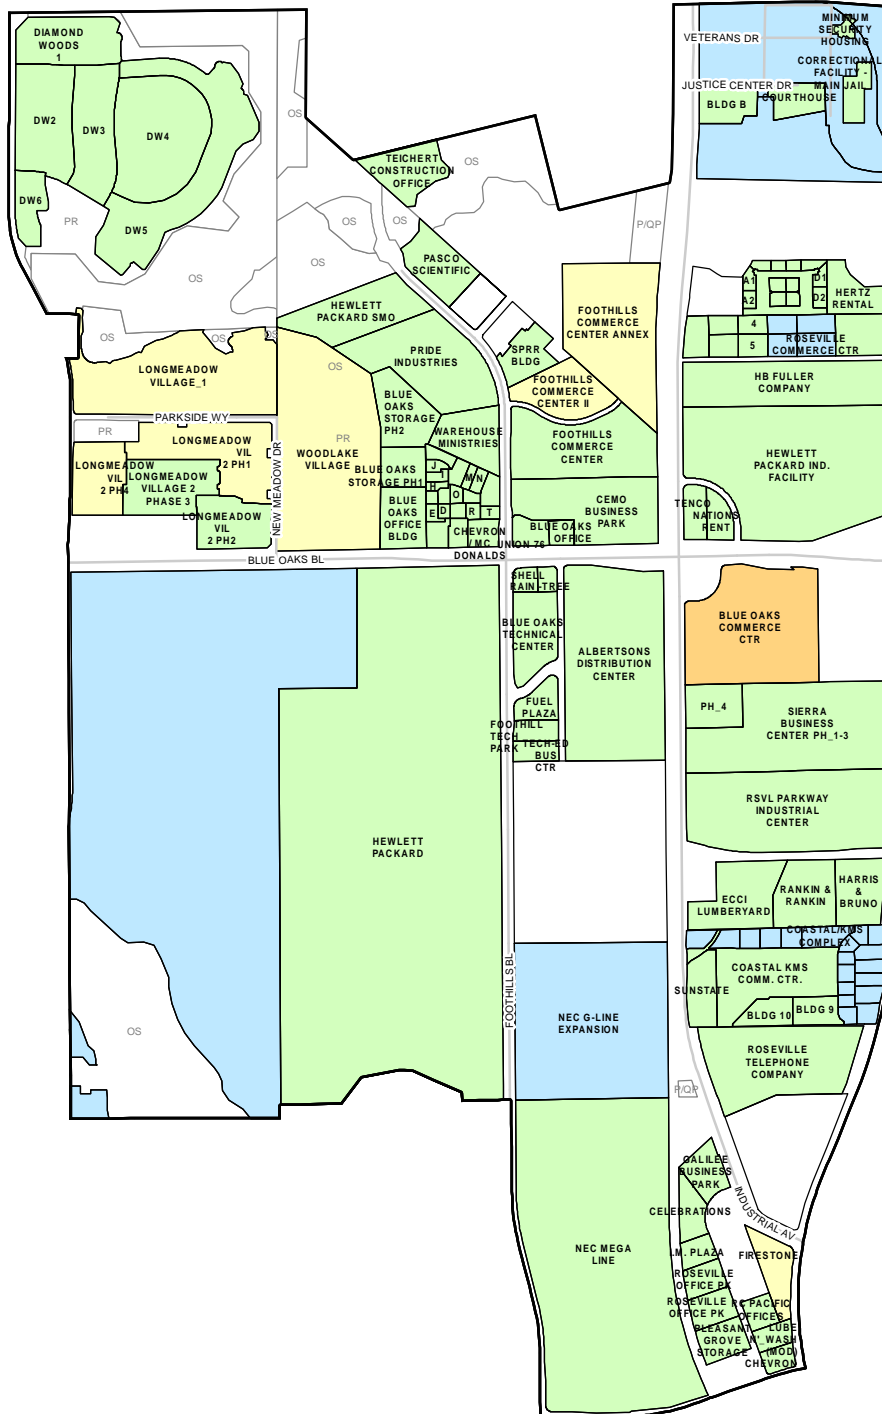 DIAMOND
WOODS
1
DW2
DW3
DW4
DW6
DW5
PR
OS
OS
OS
OS
OS
OS
OS
TEICHERT
CONSTRUCTION
OFFICE
P/QP
VETERANS DR
MINIMUM
SECURITY
HOUSING
CORRECTIONAL
FACILITY -
MAIN JAIL
JUSTICE CENTER DR
BLDG B
COURTHOUSE
PASCO
SCIENTIFIC
HEWLETT
PACKARD SMO
PRIDE
INDUSTRIES
SPRR
BLDG
FOOTHILLS
COMMERCE
CENTER ANNEX
FOOTHILLS
COMMERCE
CENTER II
A1
A2
D1
D2
HERTZ
RENTAL
4
5
ROSEVILLE
COMMERCE CTR
HB FULLER
COMPANY
OS
OS
OS
OS
LONGMEADOW
VILLAGE_1
PARKSIDE WY
PR
LONGMEADOW
VIL
2 PH1
LONGMEADOW
VIL
2 PH4
LONGMEADOW
VILLAGE 2
PHASE 3
LONGMEADOW
VIL
2 PH2
NEW MEADOW DR
PR
WOODLAKE
VILLAGE
BLUE
OAKS
STORAGE
PH2
WAREHOUSE
MINISTRIES
BLUE OAKS
STORAGE PH1
BLUE
OAKS
OFFICE
BLDG
J
I
H
M
N
O
E
D
R
T
CHEVRON
/ MC
DONALDS
UNION 76
FOOTHILLS
COMMERCE
CENTER
CEMO
BUSINESS
PARK
BLUE OAKS
OFFICE
HEWLETT
PACKARD IND.
FACILITY
TENCO
NATIONS
RENT
BLUE OAKS BL
SHELL
RAIN-TREE
BLUE OAKS
TECHNICAL
CENTER
ALBERTSONS
DISTRIBUTION
CENTER
BLUE OAKS
COMMERCE
CTR
FUEL
PLAZA
FOOTHILL
TECH
PARK
TECH-ED
BUS
CTR
PH_4
SIERRA
BUSINESS
CENTER PH_1-3
RSVL PARKWAY
INDUSTRIAL
CENTER
HEWLETT
PACKARD
ECCI
LUMBERYARD
RANKIN &
RANKIN
HARRIS
&
BRUNO
COASTAL/KMS
COMPLEX
COASTAL KMS
COMM. CTR.
SUNSTATE
BLDG 10
BLDG 9
OS
FOOTHILLS BL
NEC G-LINE
EXPANSION
ROSEVILLE
TELEPHONE
COMPANY
P/QP
GALILEE
BUSINESS
PARK
CELEBRATIONS
INDUSTRIAL AV
NEC MEGA
LINE
I.M. PLAZA
FIRESTONE
ROSEVILLE
OFFICE PK
ROSEVILLE
OFFICE PK
RC PACIFIC
OFFICES
PLEASANT
GROVE
STORAGE
LUBE
N'_WASH
(MOD)
CHEVRON